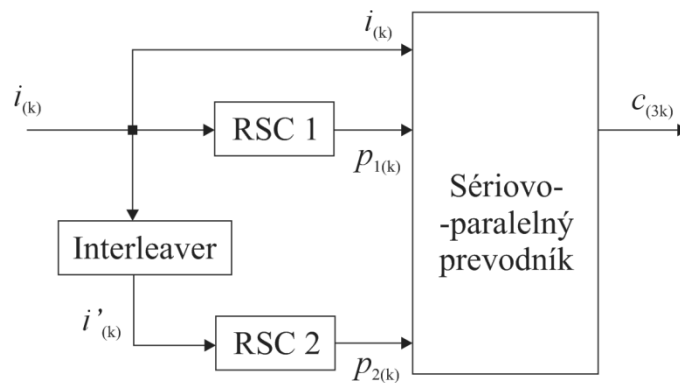 i(k)
i(k)
RSC 1
p1(k)
c(3k)
Sériovo-
-paralelný
prevodník
Interleaver
i’(k)
RSC 2
p2(k)